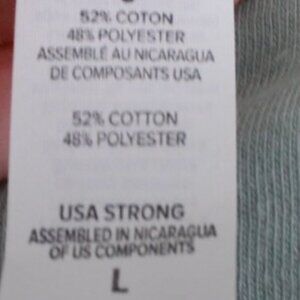 52% COTON
48% POLYESTER
ASSEMBLÉ AU NICARAGUA
DE COMPOSANTS USA
52% COTTON
48% POLYESTER
USA STRONG
ASSEMBLED IN NICARAGUA
OF US COMPONENTS
L